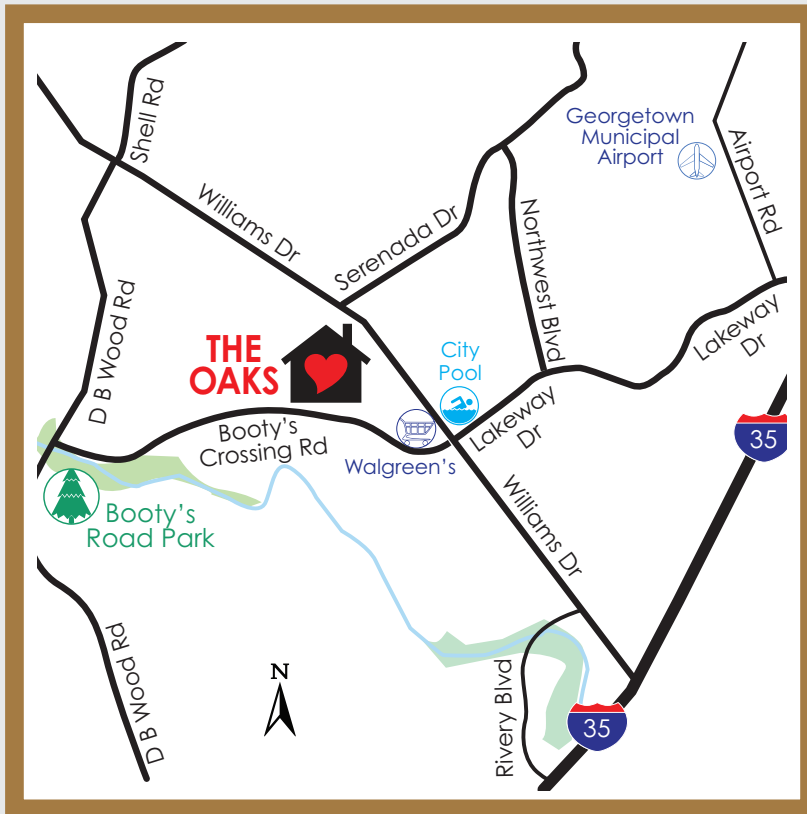 Shell Rd
Georgetown
Municipal
Airport
Airport Rd
Williams Dr
Serenada Dr
Northwest Blvd
D B Wood Rd
THE
OAKS
City
Pool
Lakeway
Dr
Booty's
Crossing Rd
Walgreen's
Lakeway
Dr
35
Booty's
Road Park
Williams Dr
D B Wood Rd
N
Rivery Blvd
35